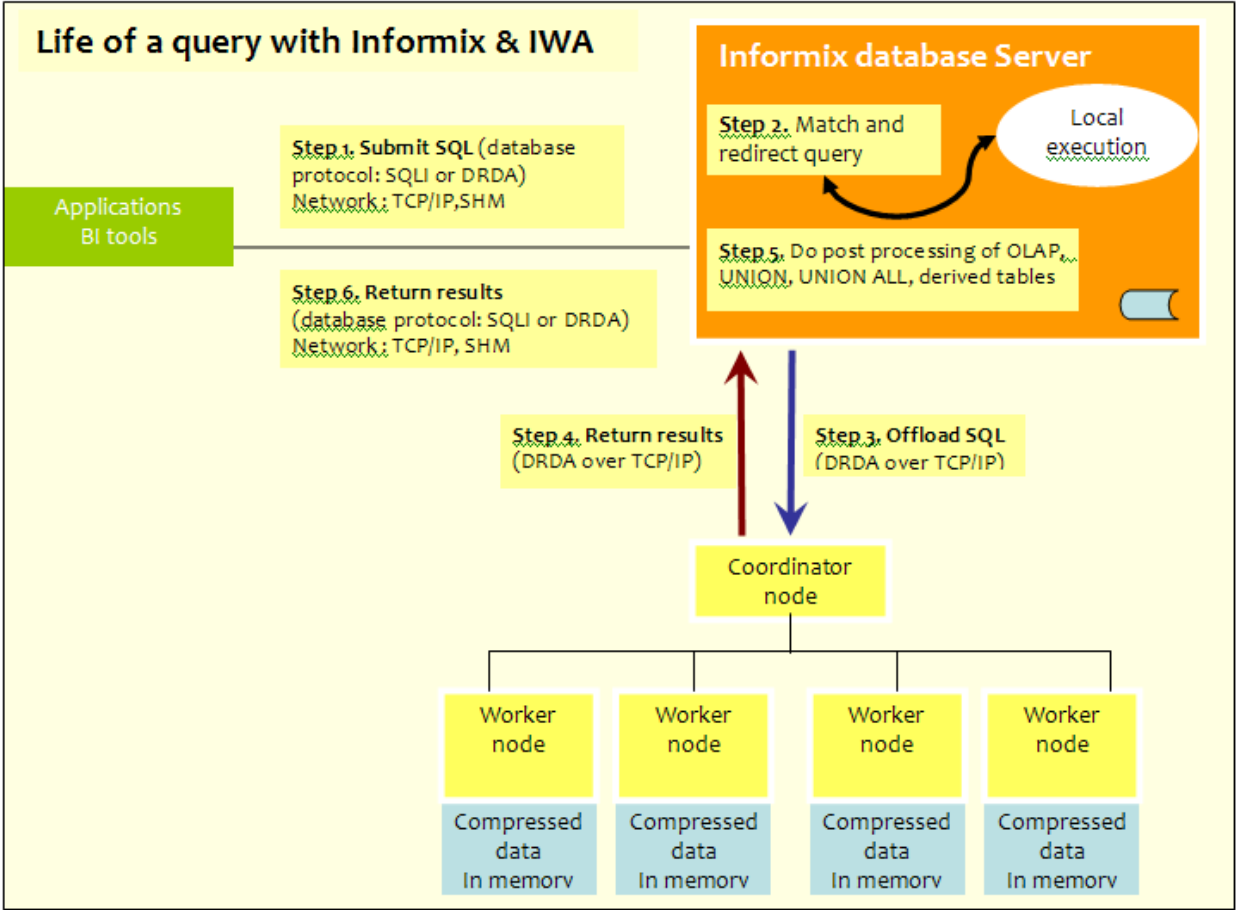 Life of a query with Informix & IWA
Informix database Server
Step 1. Submit SQL (database
protocol: SQLI or DRDA)
Network : TCP/IP,SHM
Step 2. Match and
redirect query
Local
execution
Applications
BI tools
Step 5. Do post processing of OLAP,
UNION, UNION ALL, derived tables
Step 6. Return results
(database protocol: SQLI or DRDA)
Network : TCP/IP, SHM
Step 4. Return results
(DRDA over TCP/IP)
Step 3. Offload SQL
(DRDA over TCP/IP)
Coordinator
node
Worker
node
Worker
node
Worker
node
Worker
node
Compressed
data
In memory
Compressed
data
In memory
Compressed
data
In memory
Compressed
data
In memory